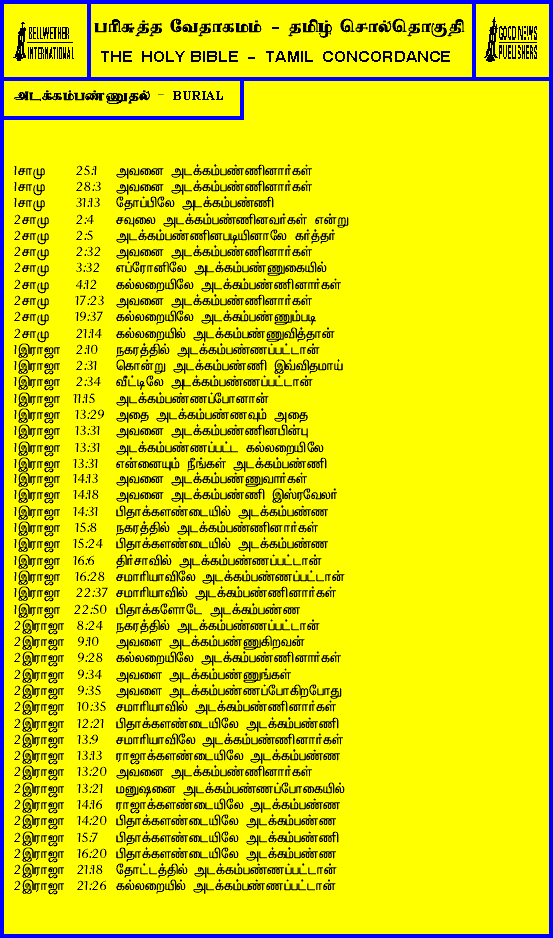 BELLWETHER
INTERNATIONAL
பரிசுத்த வேதாகமம் - தமிழ் சொல்தொகுதி
THE HOLY BIBLE - TAMIL CONCORDANCE
GOOD NEWS
PUBLISHERS
அடக்கம்பண்ணுதல் - BURIAL
1சாமு 25:1 அவனை அடக்கம்பண்ணினார்கள்
1சாமு 28:3 அவனை அடக்கம்பண்ணினார்கள்
1சாமு 31:13 தோப்பிலே அடக்கம்பண்ணி
2சாமு 2:4 சவுலை அடக்கம்பண்ணினவர்கள் என்று
2சாமு 2:5 அடக்கம்பண்ணினபடியினாலே கர்த்தர்
2சாமு 2:32 அவனை அடக்கம்பண்ணினார்கள்
2சாமு 3:32 எப்ரோனிலே அடக்கம்பண்ணுகையில்
2சாமு 4:12 கல்லறையிலே அடக்கம்பண்ணினார்கள்
2சாமு 17:23 அவனை அடக்கம்பண்ணினார்கள்
2சாமு 19:37 கல்லறையிலே அடக்கம்பண்ணும்படி
2சாமு 21:14 கல்லறையில் அடக்கம்பண்ணுவித்தான்
1இராஜா 2:10 நகரத்தில் அடக்கம்பண்ணப்பட்டான்
1இராஜா 2:31 கொன்று அடக்கம்பண்ணி இவ்விதமாய்
1இராஜா 2:34 வீட்டிலே அடக்கம்பண்ணப்பட்டான்
1இராஜா 11:15 அடக்கம்பண்ணப்போனான்
1இராஜா 13:29 அதை அடக்கம்பண்ணவும் அதை
1இராஜா 13:31 அவனை அடக்கம்பண்ணினபின்பு
1இராஜா 13:31 அடக்கம்பண்ணப்பட்ட கல்லறையிலே
1இராஜா 13:31 என்னையும் நீங்கள் அடக்கம்பண்ணி
1இராஜா 14:13 அவனை அடக்கம்பண்ணுவார்கள்
1இராஜா 14:18 அவனை அடக்கம்பண்ணி இஸ்ரவேலர்
1இராஜா 14:31 பிதாக்களண்டையில் அடக்கம்பண்ண
1இராஜா 15:8 நகரத்தில் அடக்கம்பண்ணினார்கள்
1இராஜா 15:24 பிதாக்களண்டையில் அடக்கம்பண்ண
1இராஜா 16:6 திர்சாவில் அடக்கம்பண்ணப்பட்டான்
1இராஜா 16:28 சமாரியாவிலே அடக்கம்பண்ணப்பட்டான்
1இராஜா 22:37 சமாரியாவில் அடக்கம்பண்ணினார்கள்
1இராஜா 22:50 பிதாக்களோடே அடக்கம்பண்ண
2இராஜா 8:24 நகரத்தில் அடக்கம்பண்ணப்பட்டான்
2இராஜா 9:10 அவளை அடக்கம்பண்ணுகிறவன்
2இராஜா 9:28 கல்லறையிலே அடக்கம்பண்ணினார்கள்
2இராஜா 9:34 அவளை அடக்கம்பண்ணுங்கள்
2இராஜா 9:35 அவளை அடக்கம்பண்ணப்போகிறபோது
2இராஜா 10:35 சமாரியாவில் அடக்கம்பண்ணினார்கள்
2இராஜா 12:21 பிதாக்களண்டையிலே அடக்கம்பண்ணி
2இராஜா 13:9 சமாரியாவிலே அடக்கம்பண்ணினார்கள்
2இராஜா 13:13 ராஜாக்களண்டையிலே அடக்கம்பண்ண
2இராஜா 13:20 அவனை அடக்கம்பண்ணினார்கள்
2இராஜா 13:21 மனுஷனை அடக்கம்பண்ணப்போகையில்
2இராஜா 14:16 ராஜாக்களண்டையிலே அடக்கம்பண்ண
2இராஜா 14:20 பிதாக்களண்டையிலே அடக்கம்பண்ண
2இராஜா 15:7 பிதாக்களண்டையிலே அடக்கம்பண்ணி
2இராஜா 16:20 பிதாக்களண்டையிலே அடக்கம்பண்ண
2இராஜா 21:18 தோட்டத்தில் அடக்கம்பண்ணப்பட்டான்
2இராஜா 21:26 கல்லறையில் அடக்கம்பண்ணப்பட்டான்